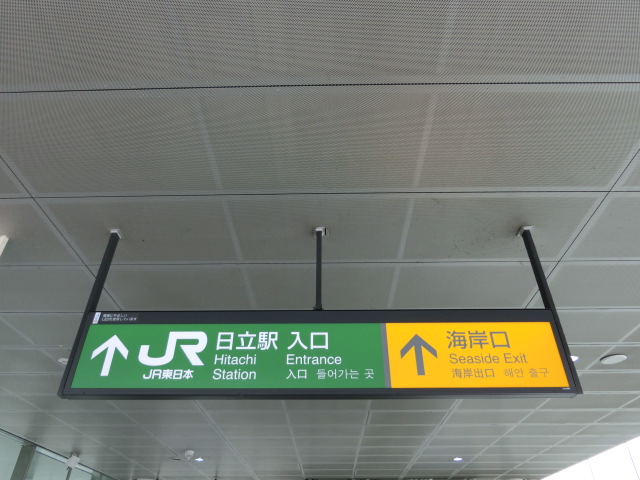 JR
JR東日本
日立駅 入口
Hitachi Station
Entrance
入口 들어가는 곳
海岸口
Seaside Exit
海岸出口 해안 출구